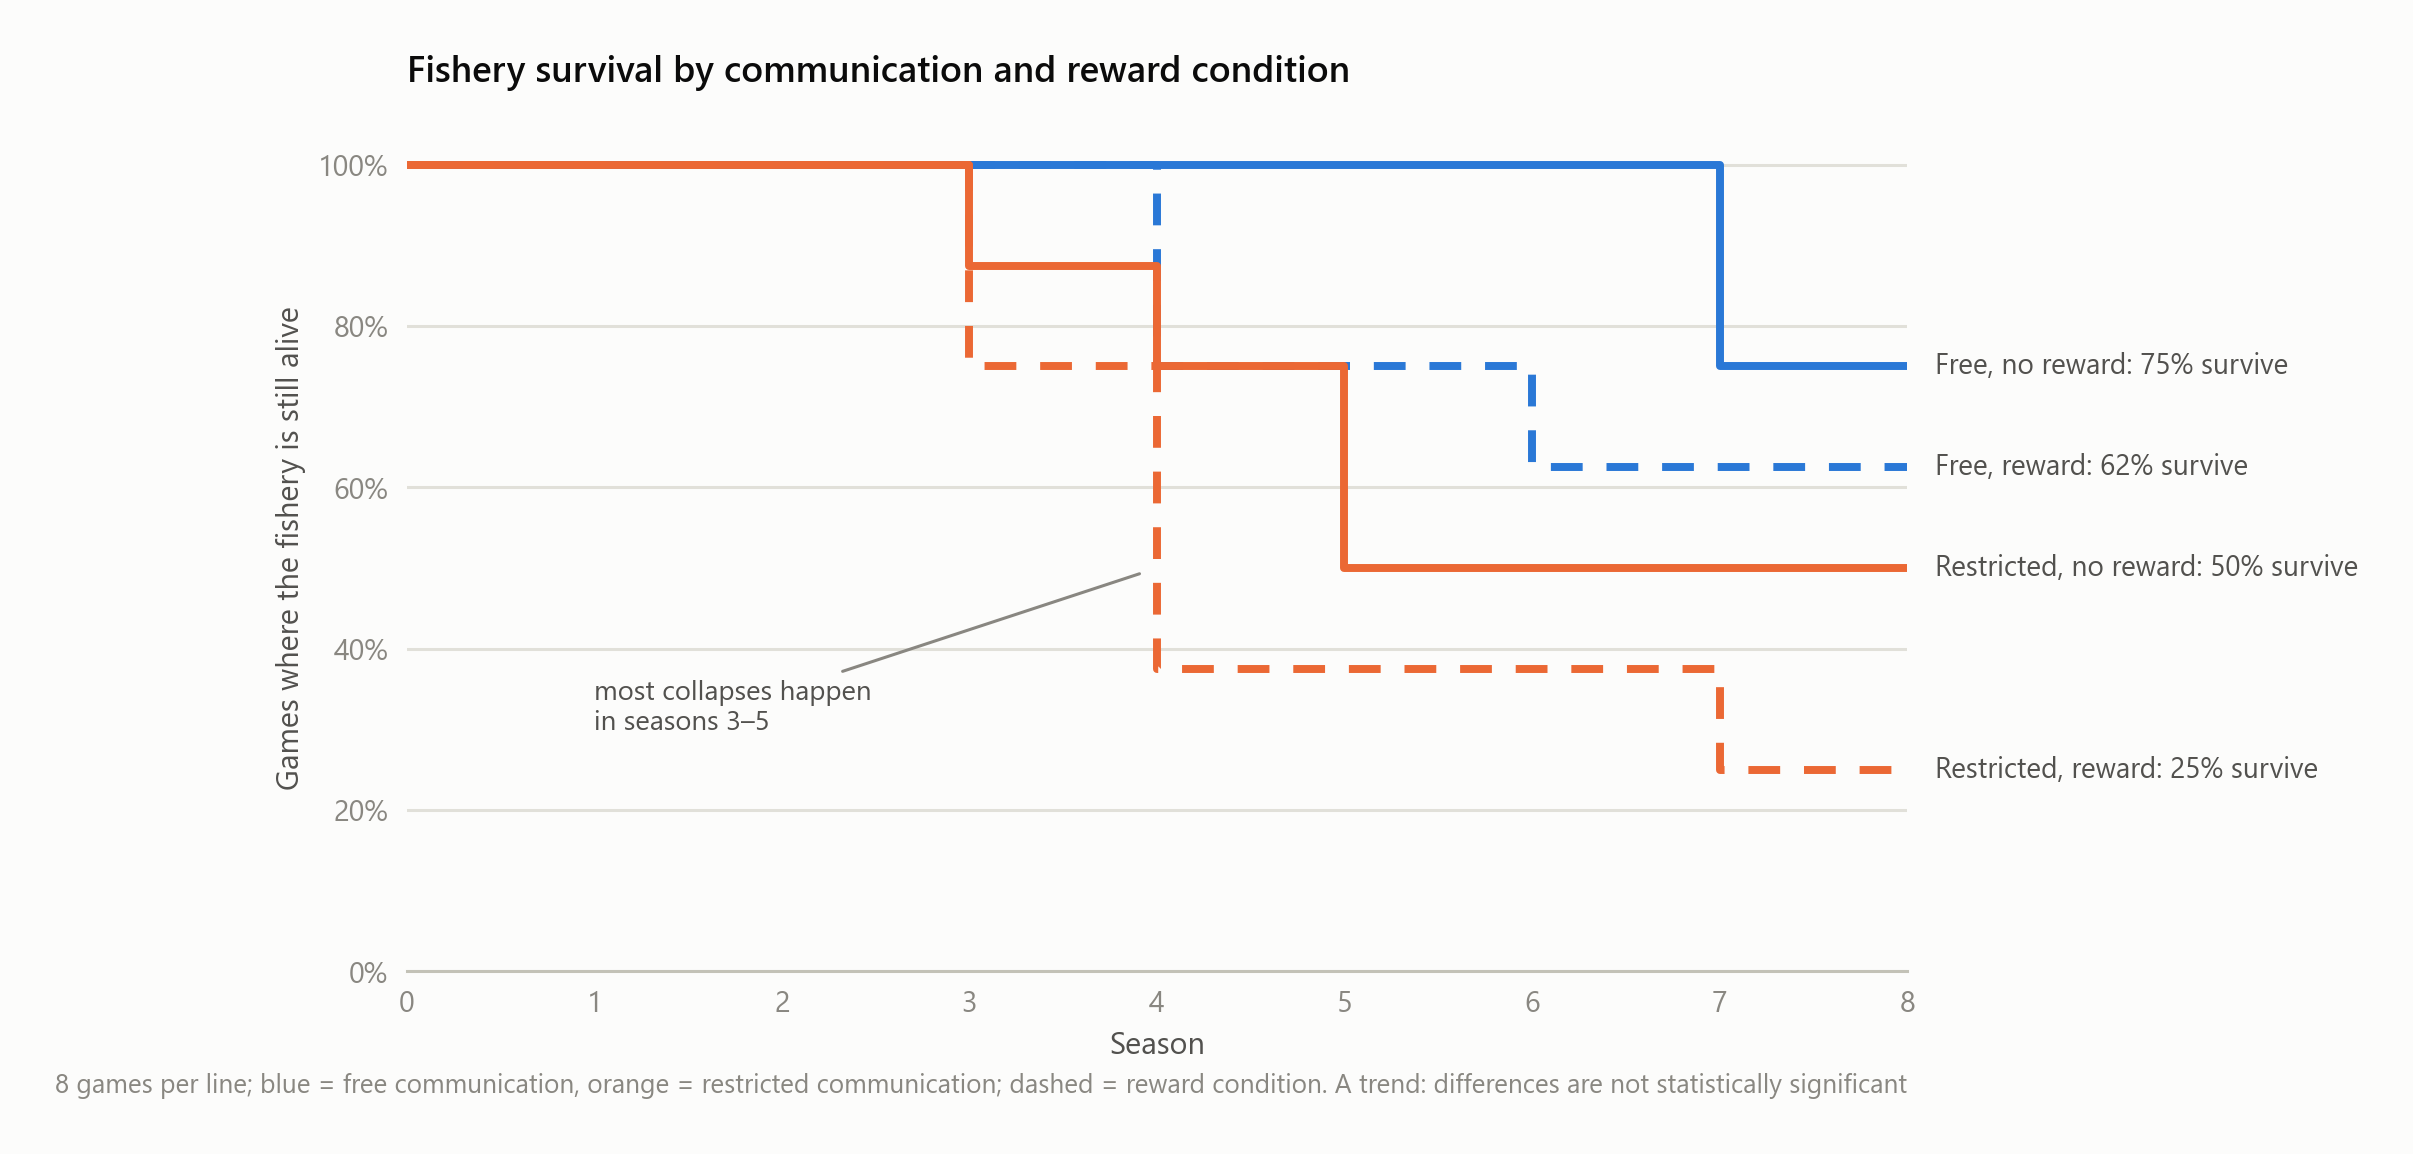 Fishery survival by communication and reward condition
Games where the fishery is still alive
100%
80%
60%
40%
20%
0%
Free, no reward: 75% survive
Free, reward: 62% survive
Restricted, no reward: 50% survive
Restricted, reward: 25% survive
most collapses happen
in seasons 3–5
0 1 2 3 4 5 6 7 8
Season
8 games per line; blue = free communication, orange = restricted communication; dashed = reward condition. A trend: differences are not statistically significant